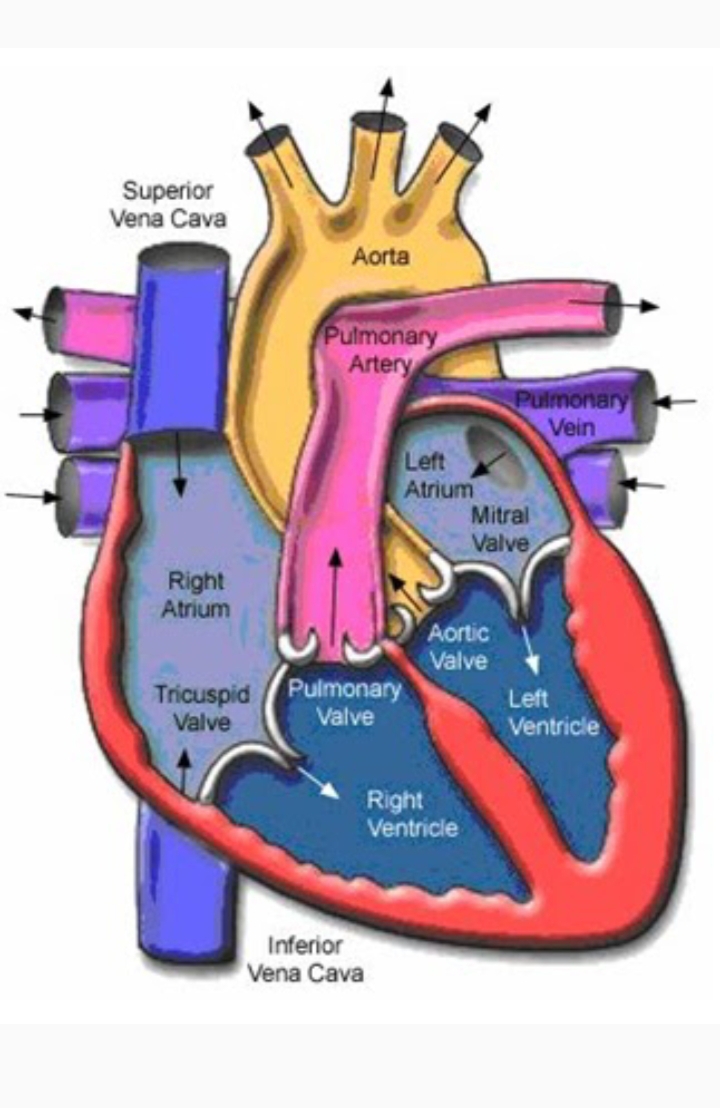 Superior
Vena Cava
Aorta
Pulmonary
Artery
Pulmonary
Vein
Left
Atrium
Mitral
Valve
Right
Atrium
Aortic
Valve
Tricuspid
Valve
Pulmonary
Valve
Left
Ventricle
Right
Ventricle
Inferior
Vena Cava